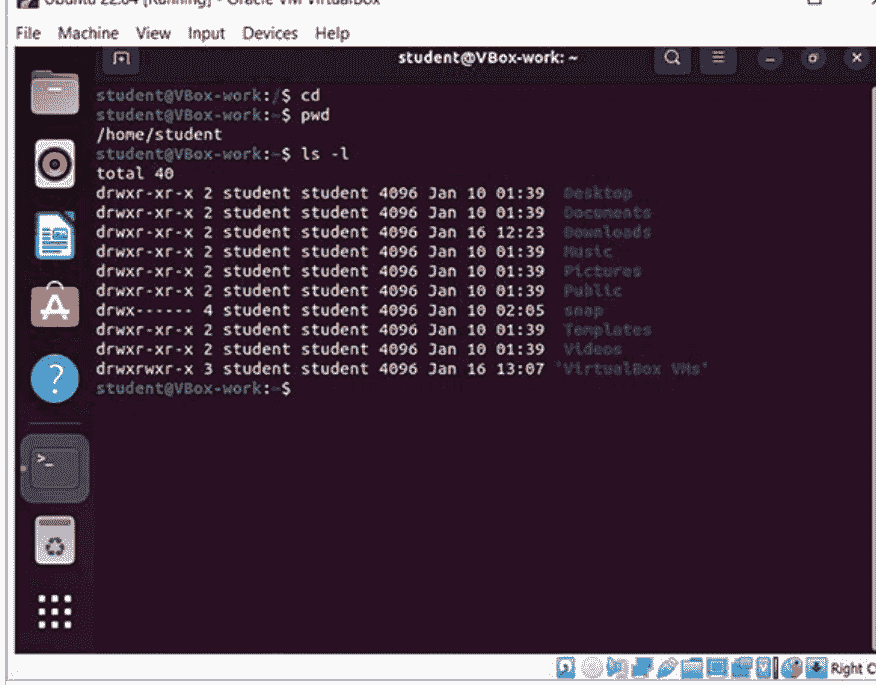 Ubuntu 22.04 [Running] - Oracle VM VirtualBox
File Machine View Input Devices Help
student@VBox-work: ~
student@VBox-work:/$ cd
student@VBox-work:~$ pwd
/home/student
student@VBox-work:~$ ls -l
total 40
drwxr-xr-x 2 student student 4096 Jan 10 01:39 Desktop
drwxr-xr-x 2 student student 4096 Jan 10 01:39 Documents
drwxr-xr-x 2 student student 4096 Jan 16 12:23 Downloads
drwxr-xr-x 2 student student 4096 Jan 10 01:39 Music
drwxr-xr-x 2 student student 4096 Jan 10 01:39 Pictures
drwxr-xr-x 2 student student 4096 Jan 10 01:39 Public
drwx------ 4 student student 4096 Jan 10 02:05 snap
drwxr-xr-x 2 student student 4096 Jan 10 01:39 Templates
drwxr-xr-x 2 student student 4096 Jan 10 01:39 Videos
drwxrwxr-x 3 student student 4096 Jan 16 13:07 'VirtualBox VMs'
student@VBox-work:~$
Right C